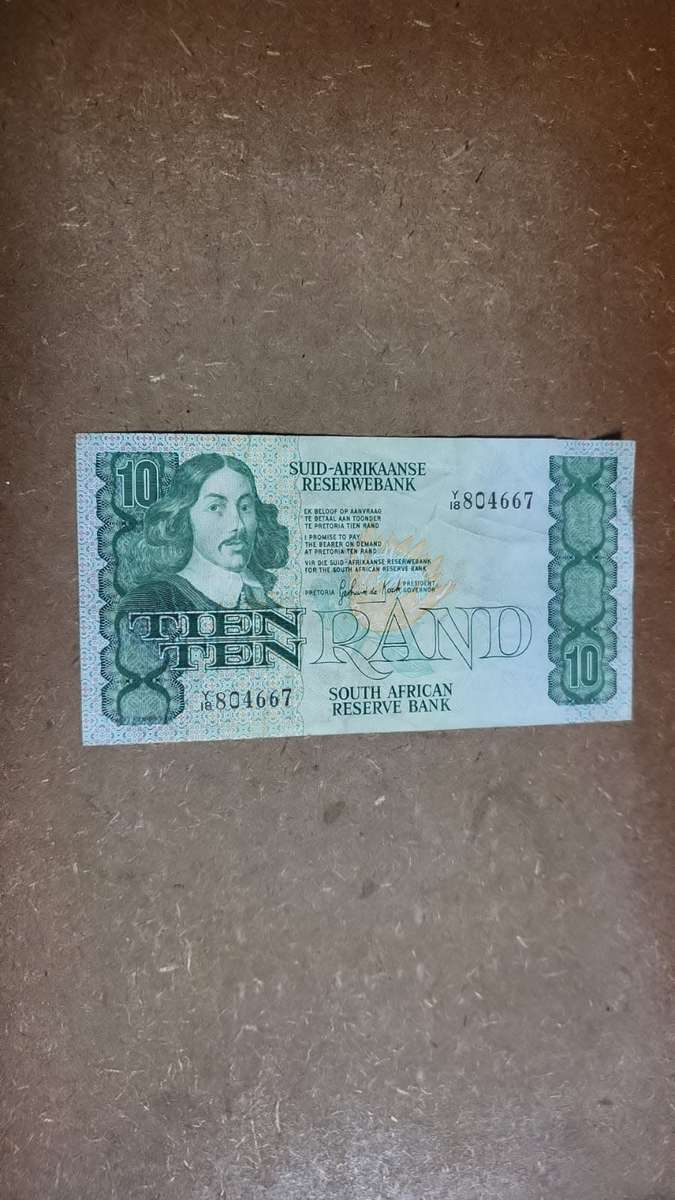 10
SUID-AFRIKAANSE
RESERWEBANK
Y/18 804667
EK BELOOF OP AANVRAAG
TE BETAAL AAN TOONDER
TE PRETORIA TIEN RAND
I PROMISE TO PAY
THE BEARER ON DEMAND
AT PRETORIA TEN RAND
VIR DIE SUID-AFRIKAANSE RESERWEBANK
FOR THE SOUTH AFRICAN RESERVE BANK
PRETORIA PRESIDENT
GOVERNOR
TIEN
TEN RAND
10
Y/18 804667
SOUTH AFRICAN
RESERVE BANK